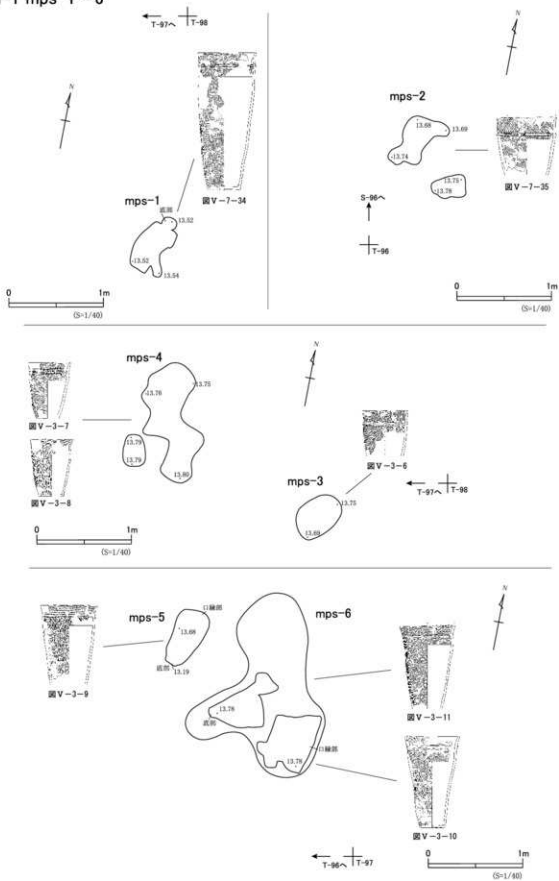 T-97へ T-98
N
mps-1
底部
13.52
13.52
13.54
図Ⅴ-7-34
0 1m
(S=1/40)
N
mps-2
13.68
13.69
13.74
13.75
13.78
図Ⅴ-7-35
S-96へ
T-96
0 1m
(S=1/40)
mps-4
13.76
13.75
13.79
13.79
13.80
図Ⅴ-3-7
図Ⅴ-3-8
0 1m
(S=1/40)
N
mps-3
13.75
13.69
図Ⅴ-3-6
T-97へ T-98
mps-5
口縁部
13.68
底部
13.19
図Ⅴ-3-9
mps-6
13.78
底部
口縁部
13.78
N
図Ⅴ-3-11
図Ⅴ-3-10
T-96へ T-97
0 1m
(S=1/40)